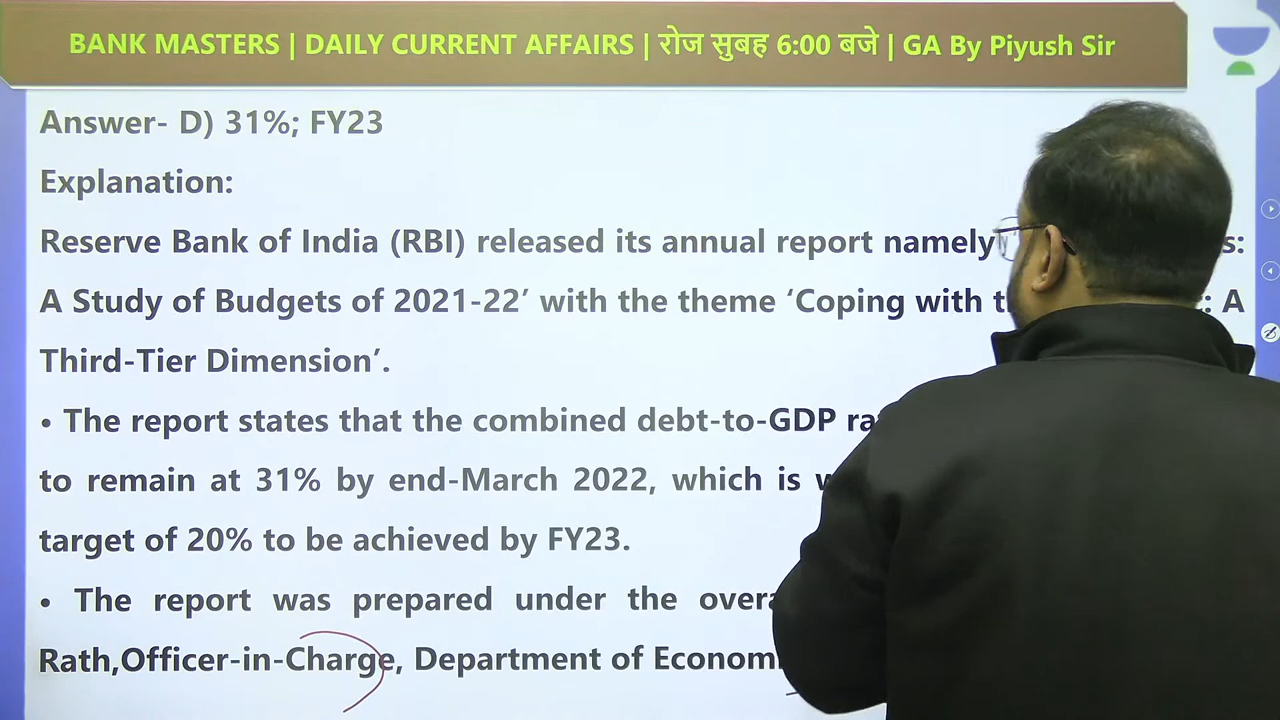 BANK MASTERS | DAILY CURRENT AFFAIRS | रोज सुबह 6:00 बजे | GA By Piyush Sir
Answer- D) 31%; FY23
Explanation:
Reserve Bank of India (RBI) released its annual report namely
A Study of Budgets of 2021-22’ with the theme ‘Coping with : A
Third-Tier Dimension’.
• The report states that the combined debt-to-GDP
to remain at 31% by end-March 2022, which is
target of 20% to be achieved by FY23.
• The report was prepared under the
Rath,Officer-in-Charge, Department of